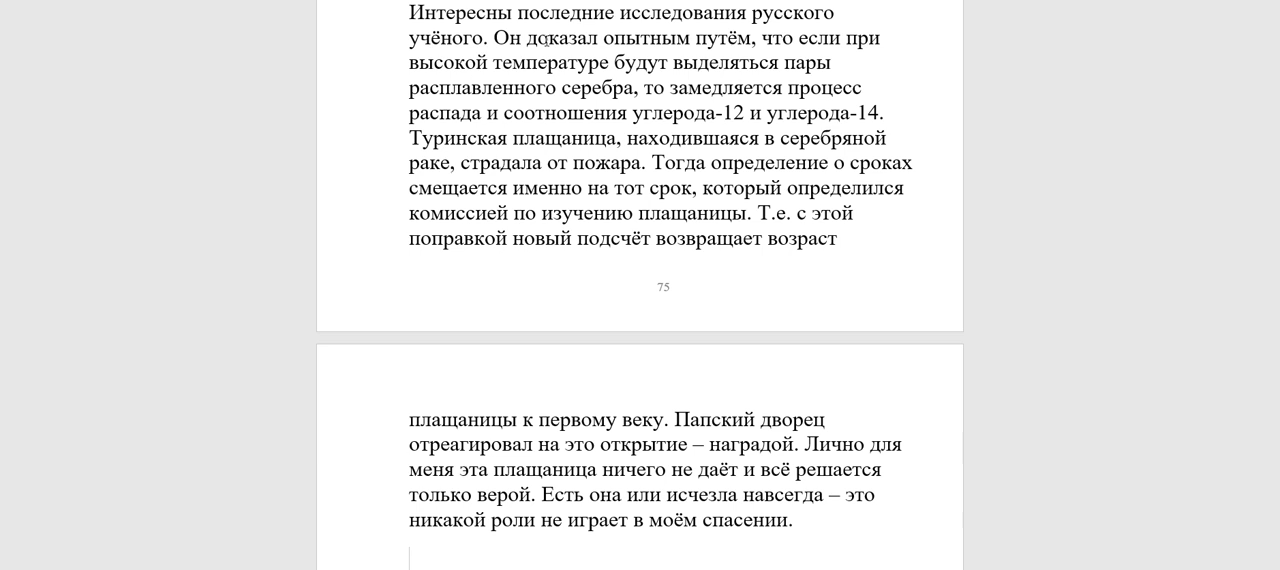 Интересны последние исследования русского
учёного. Он доказал опытным путём, что если при
высокой температуре будут выделяться пары
расплавленного серебра, то замедляется процесс
распада и соотношения углерода-12 и углерода-14.
Туринская плащаница, находившаяся в серебряной
раке, страдала от пожара. Тогда определение о сроках
смещается именно на тот срок, который определился
комиссией по изучению плащаницы. Т.е. с этой
поправкой новый подсчёт возвращает возраст
75
плащаницы к первому веку. Папский дворец
отреагировал на это открытие – наградой. Лично для
меня эта плащаница ничего не даёт и всё решается
только верой. Есть она или исчезла навсегда – это
никакой роли не играет в моём спасении.